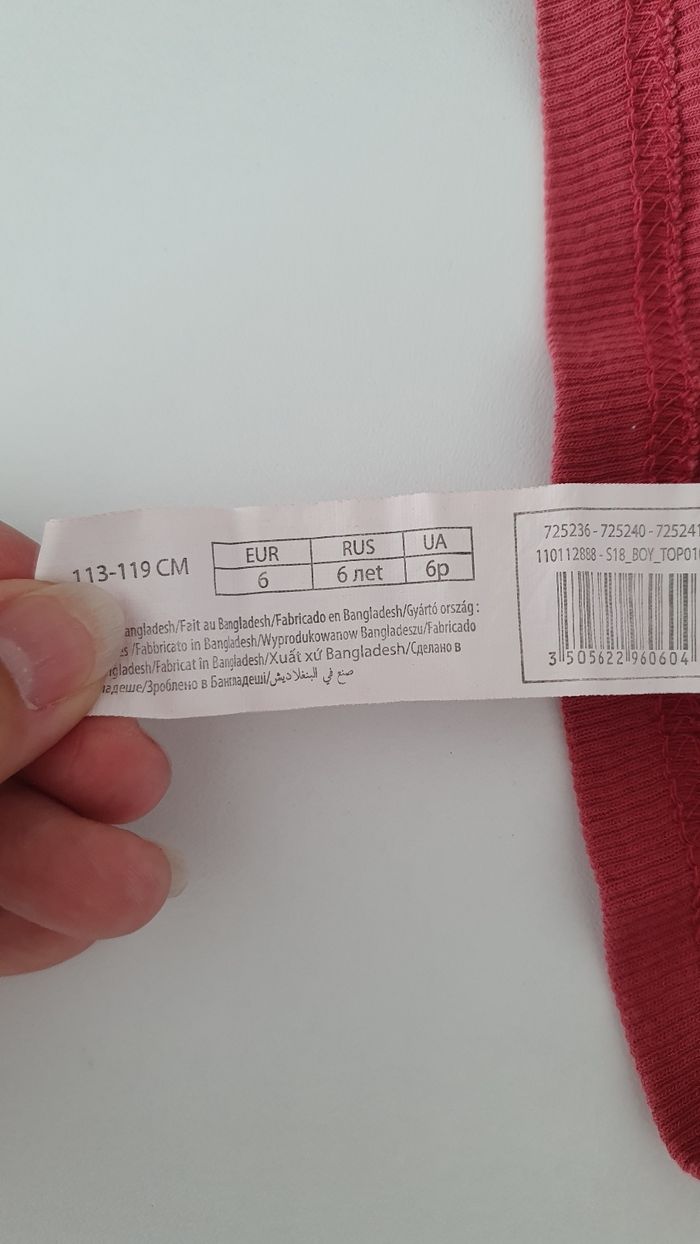 113-119 CM
EUR RUS UA
6 6 лет 6р
angladesh/Fait au Bangladesh/Fabricado en Bangladesh/Gyártó ország:
/Fabbricato in Bangladesh/Wyprodukowanow Bangladeszu/Fabricado
ngladesh/Fabricat in Bangladesh/Xuất xứ Bangladesh/Сделано в
ладеше/Зроблено в Бангладеші/صنع في البنغلاديش
725236 - 725240 - 725241
110112888 - S18_BOY_TOP01
3 505622 960604